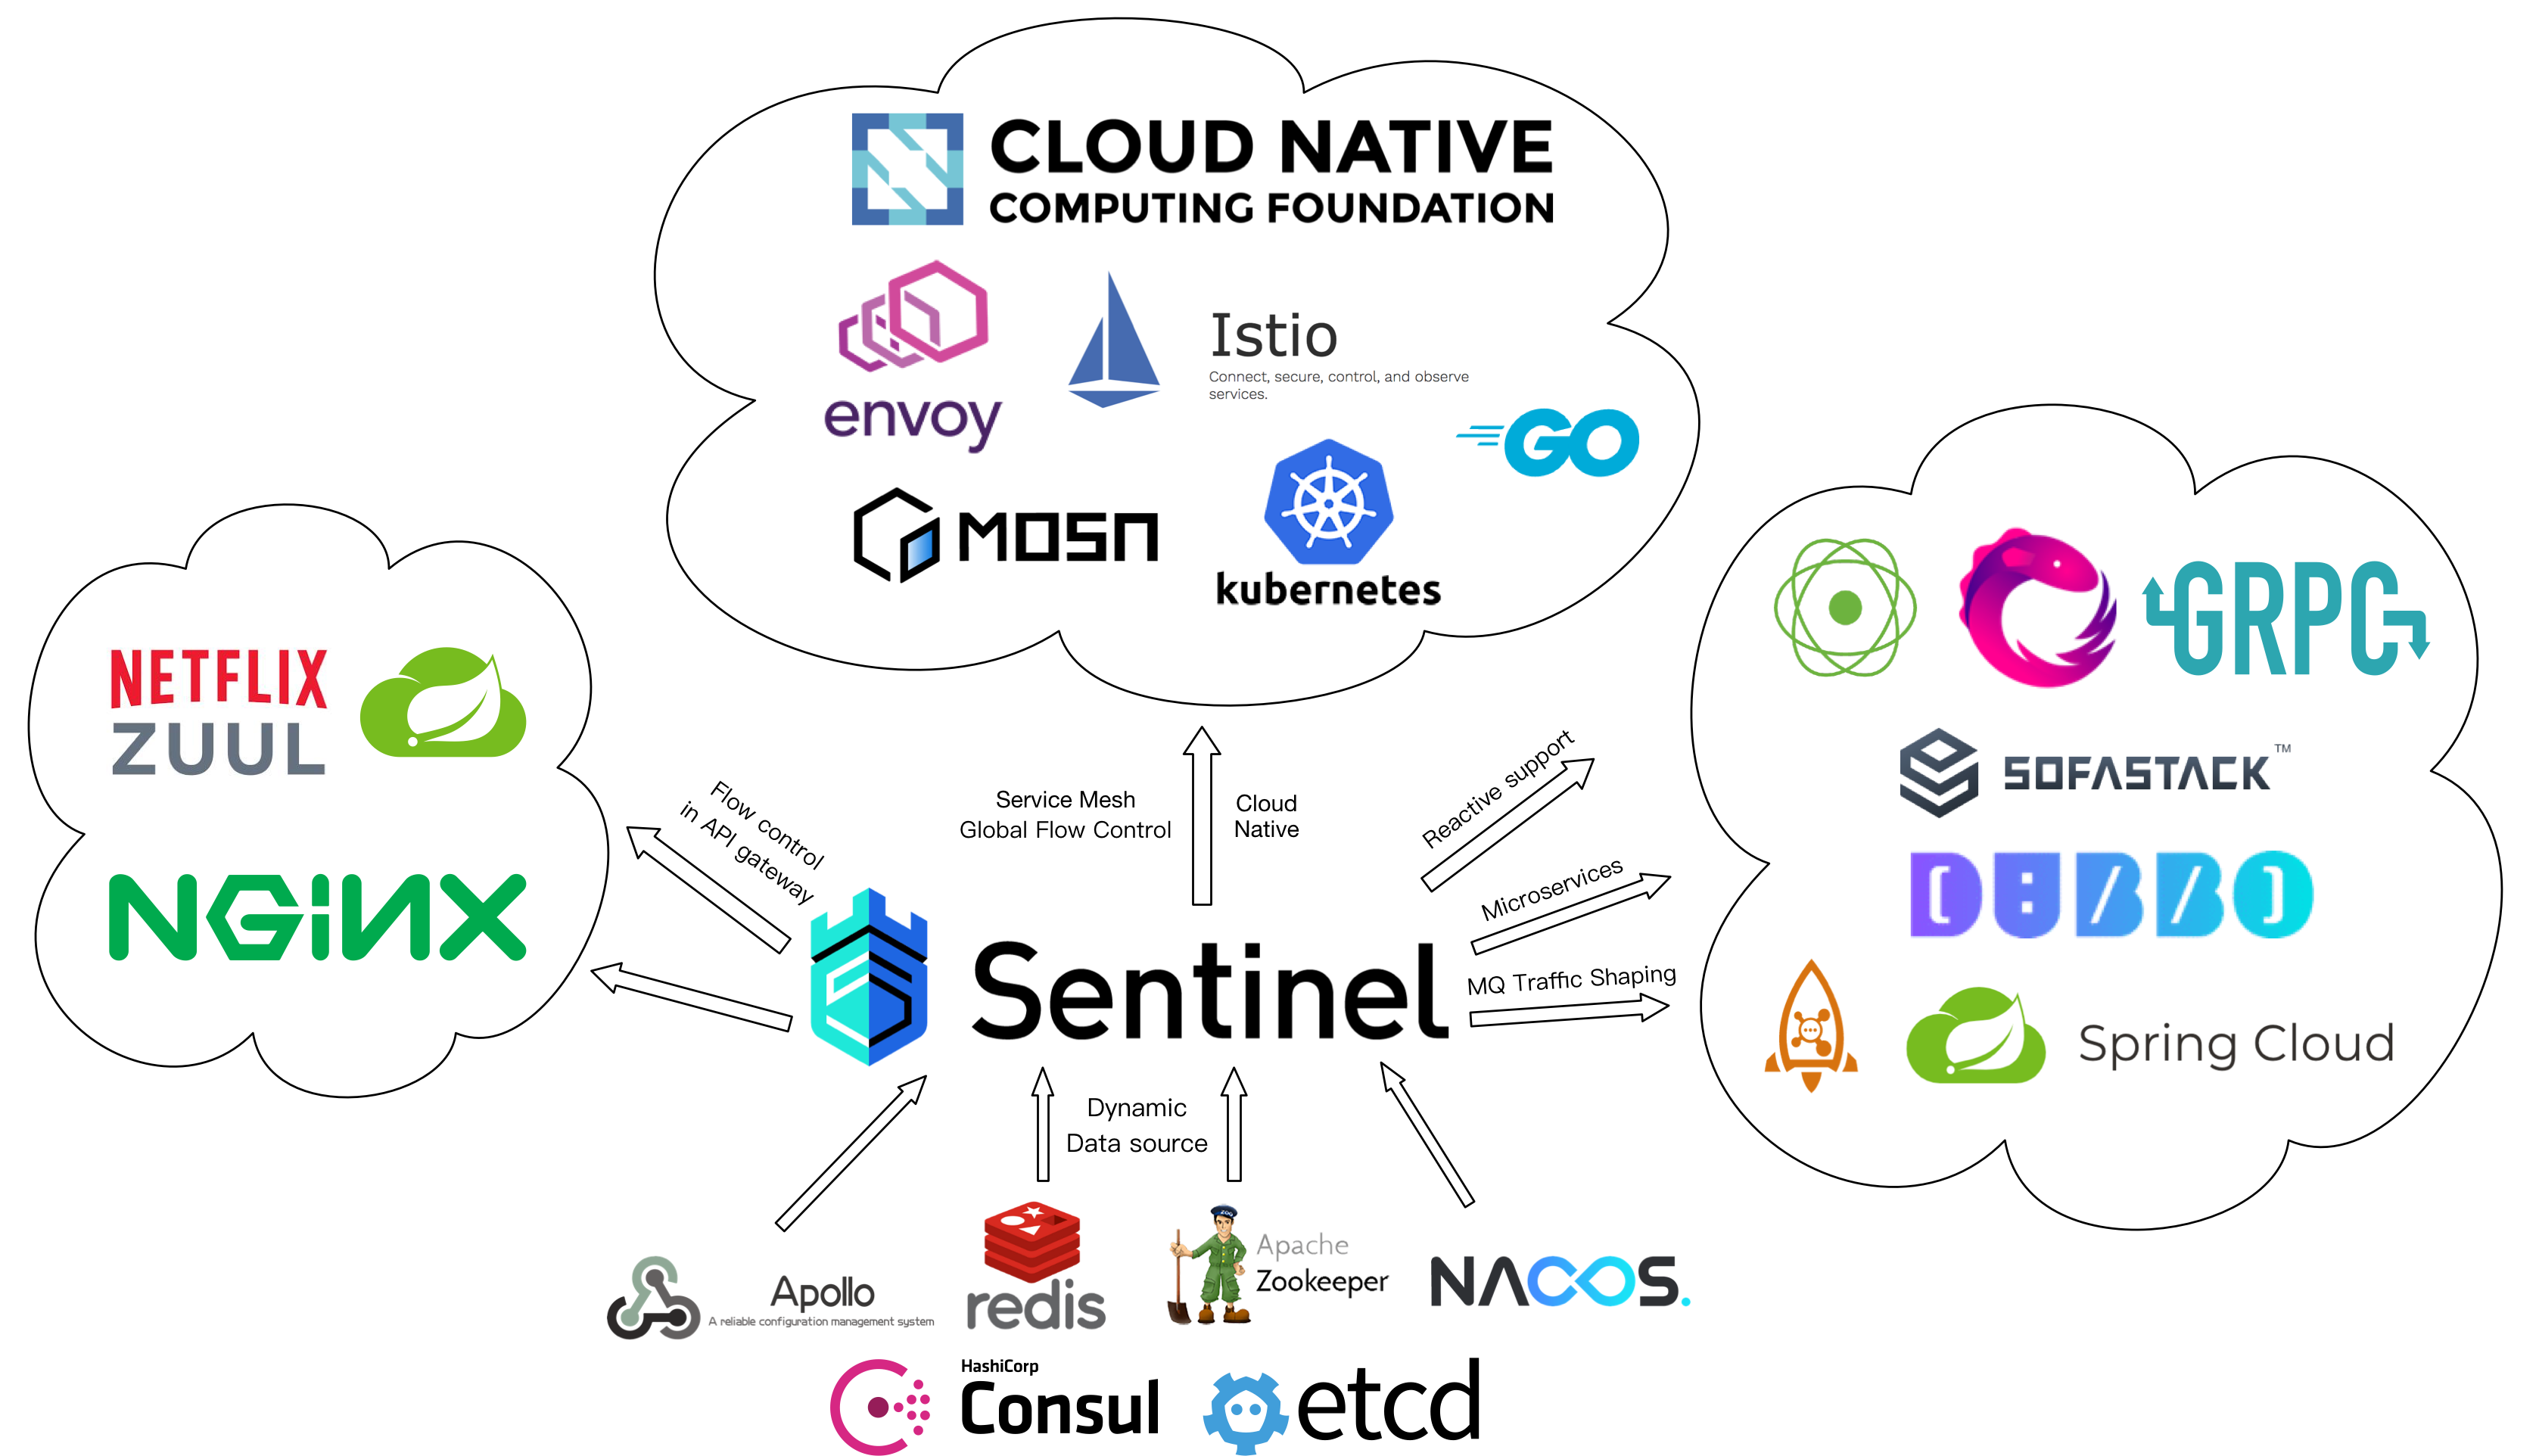 CLOUD NATIVE
COMPUTING FOUNDATION
envoy
Istio
Connect, secure, control, and observe
services.
GO
MOSN
kubernetes
NETFLIX
ZUUL
NGINX
GRPC
SOFASTACK™
DUBBO
Spring Cloud
Flow control
in API gateway
Service Mesh
Global Flow Control
Cloud
Native
Reactive support
Microservices
MQ Traffic Shaping
Sentinel
Dynamic
Data source
Apollo
A reliable configuration management system
redis
ZOO
Apache
Zookeeper
NACOS.
HashiCorp
Consul
etcd